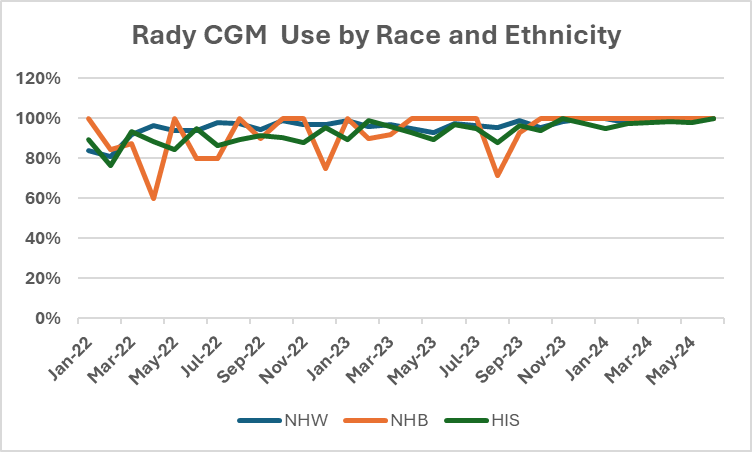 Rady CGM  Use by Race and Ethnicity
120%
100%
80%
60%
40%
20%
0%
Jan-22 Mar-22 May-22 Jul-22 Sep-22 Nov-22 Jan-23 Mar-23 May-23 Jul-23 Sep-23 Nov-23 Jan-24 Mar-24 May-24
NHW NHB HIS